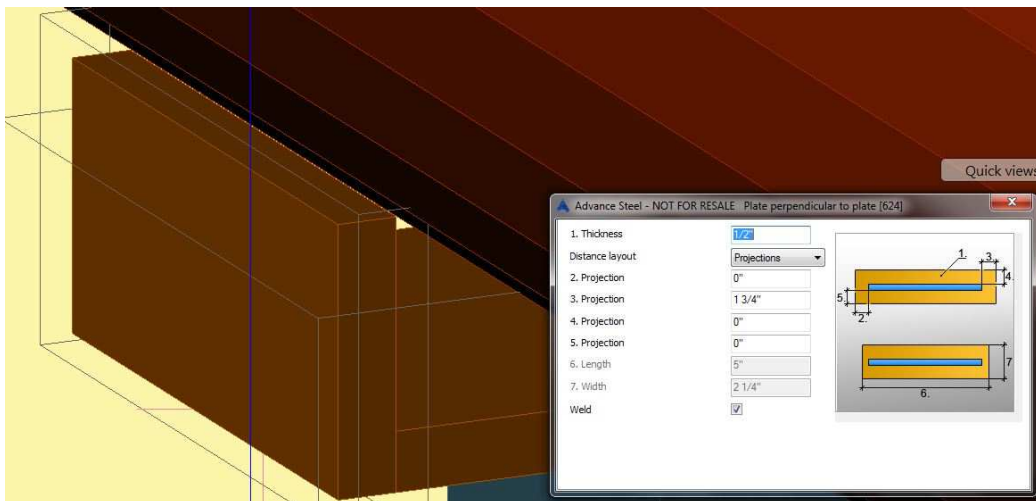 Quick views
Advance Steel - NOT FOR RESALE Plate perpendicular to plate [624]
1. Thickness 1/2"
Distance layout Projections
2. Projection 0"
3. Projection 1 3/4"
4. Projection 0"
5. Projection 0"
6. Length 5"
7. Width 2 1/4"
Weld
1.
3.
4.
5.
2.
7
6.